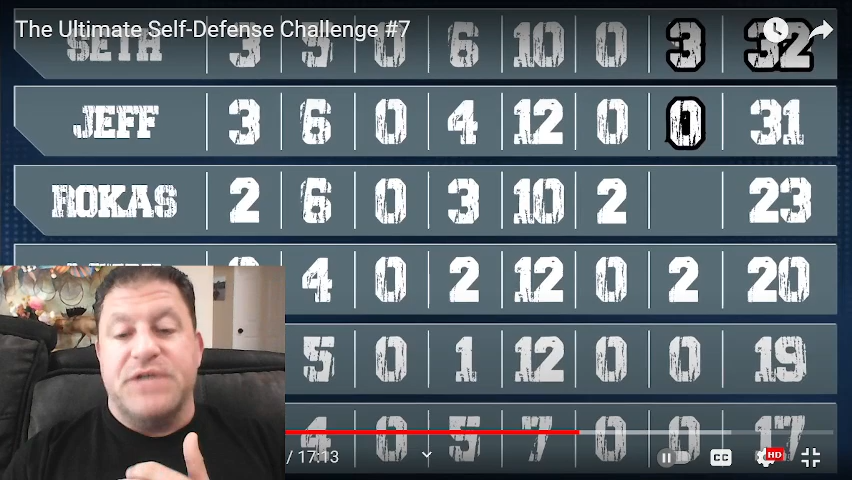 The Ultimate Self-Defense Challenge #7
SETH 3 5 0 6 10 0 3 32
JEFF 3 6 0 4 12 0 0 31
ROKAS 2 6 0 3 10 2 23
4 0 2 12 0 2 20
5 0 1 12 0 0 19
4 0 5 7 0 0 17
/ 17:13
CC
HD